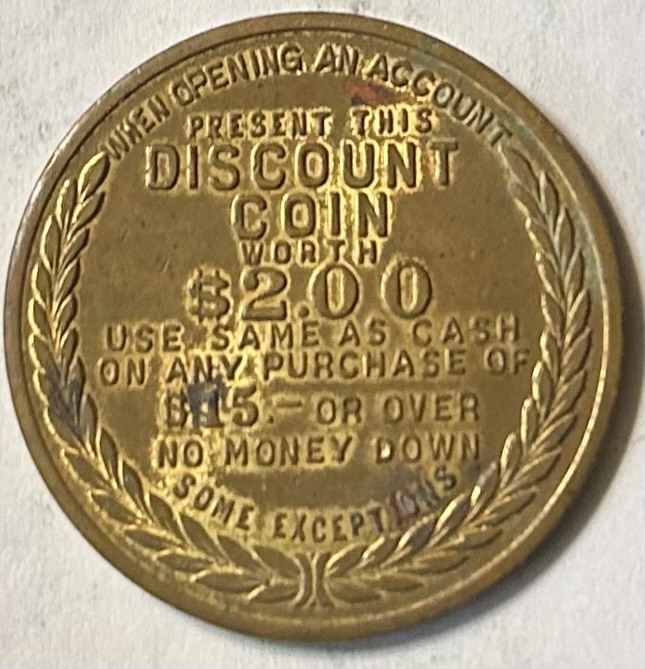 WHEN OPENING AN ACCOUNT
PRESENT THIS
DISCOUNT
COIN
WORTH
$2.00
USE SAME AS CASH
ON ANY PURCHASE OF
$15.— OR OVER
NO MONEY DOWN
SOME EXCEPTIONS